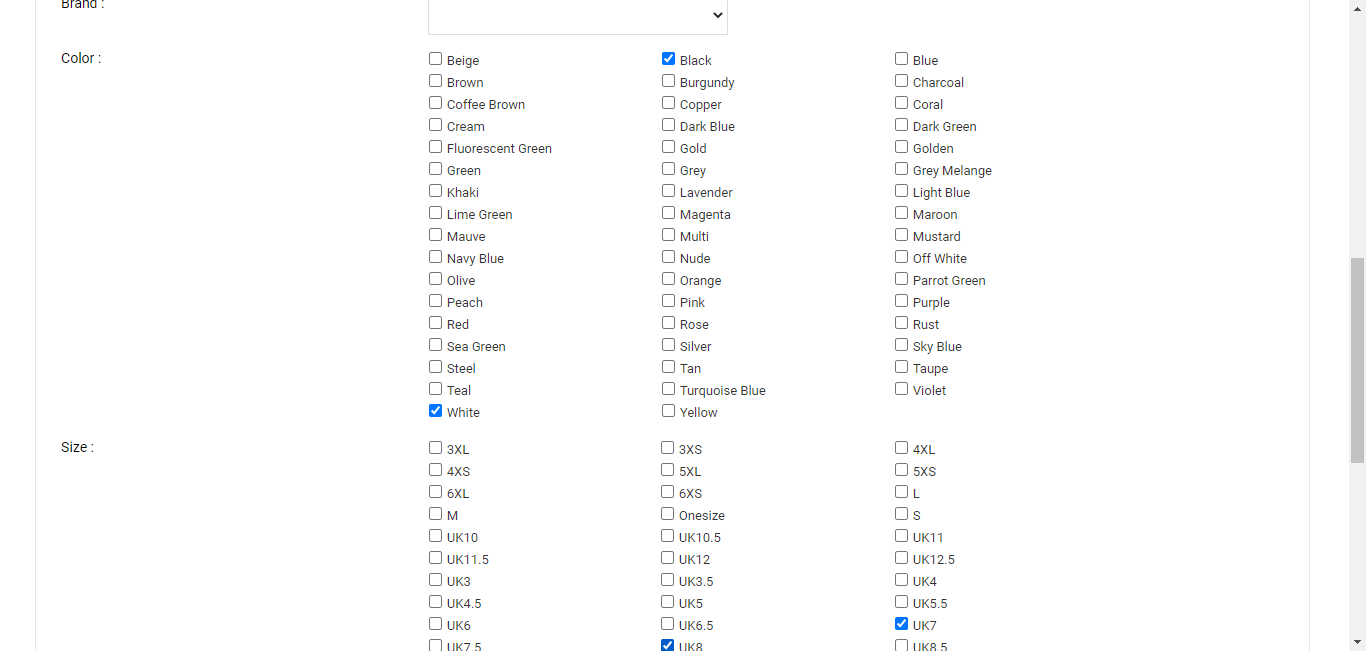 Brand :
Color : Beige Black Blue
Brown Burgundy Charcoal
Coffee Brown Copper Coral
Cream Dark Blue Dark Green
Fluorescent Green Gold Golden
Green Grey Grey Melange
Khaki Lavender Light Blue
Lime Green Magenta Maroon
Mauve Multi Mustard
Navy Blue Nude Off White
Olive Orange Parrot Green
Peach Pink Purple
Red Rose Rust
Sea Green Silver Sky Blue
Steel Tan Taupe
Teal Turquoise Blue Violet
White Yellow
Size : 3XL 3XS 4XL
4XS 5XL 5XS
6XL 6XS L
M Onesize S
UK10 UK10.5 UK11
UK11.5 UK12 UK12.5
UK3 UK3.5 UK4
UK4.5 UK5 UK5.5
UK6 UK6.5 UK7
UK7.5 UK8 UK8.5